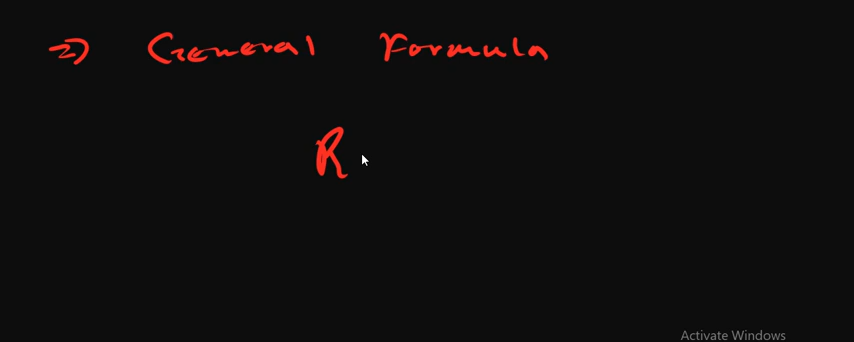 => General Formula
R
Activate Windows